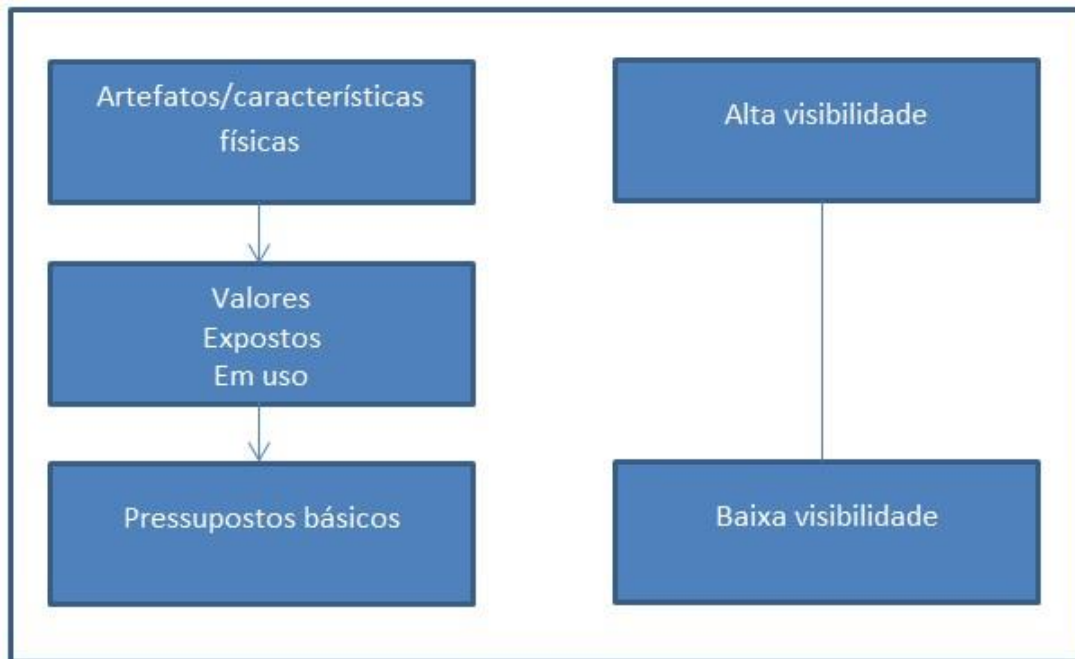 Artefatos/características
físicas
Valores
Expostos
Em uso
Pressupostos básicos
Alta visibilidade
Baixa visibilidade